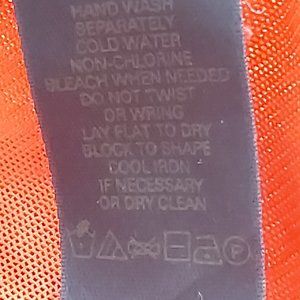 HAND WASH
SEPARATELY
COLD WATER
NON-CHLORINE
BLEACH WHEN NEEDED
DO NOT TWIST
OR WRING
LAY FLAT TO DRY
BLOCK TO SHAPE
COOL IRON
IF NECESSARY
OR DRY CLEAN
P